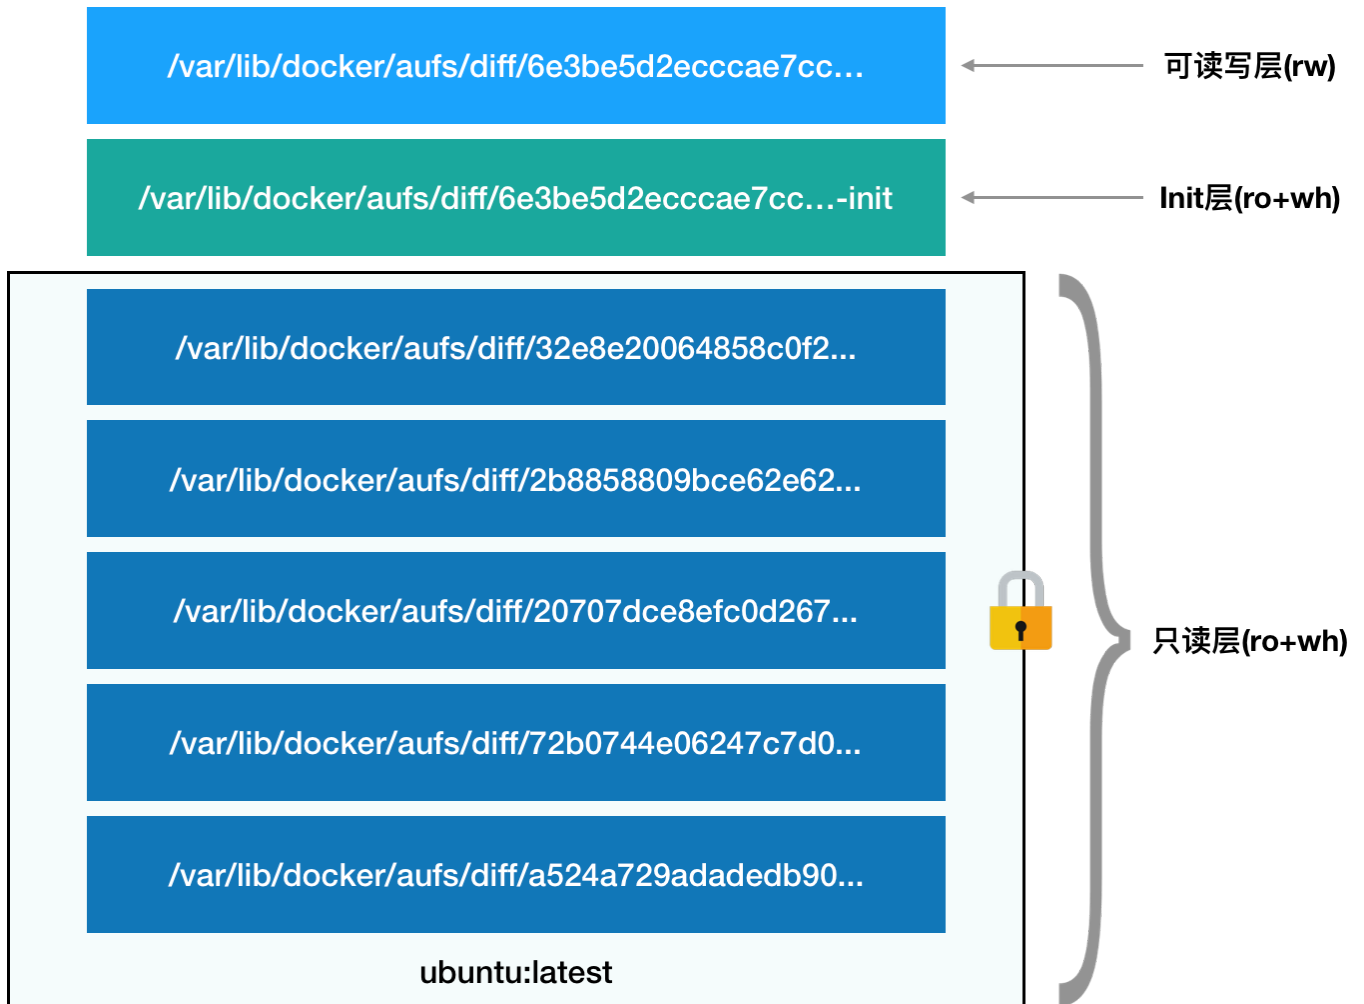 /var/lib/docker/aufs/diff/6e3be5d2ecccae7cc...
可读写层(rw)
/var/lib/docker/aufs/diff/6e3be5d2ecccae7cc...-init
Init层(ro+wh)
/var/lib/docker/aufs/diff/32e8e20064858c0f2...
/var/lib/docker/aufs/diff/2b8858809bce62e62...
/var/lib/docker/aufs/diff/20707dce8efc0d267...
只读层(ro+wh)
/var/lib/docker/aufs/diff/72b0744e06247c7d0...
/var/lib/docker/aufs/diff/a524a729adadedb90...
ubuntu:latest